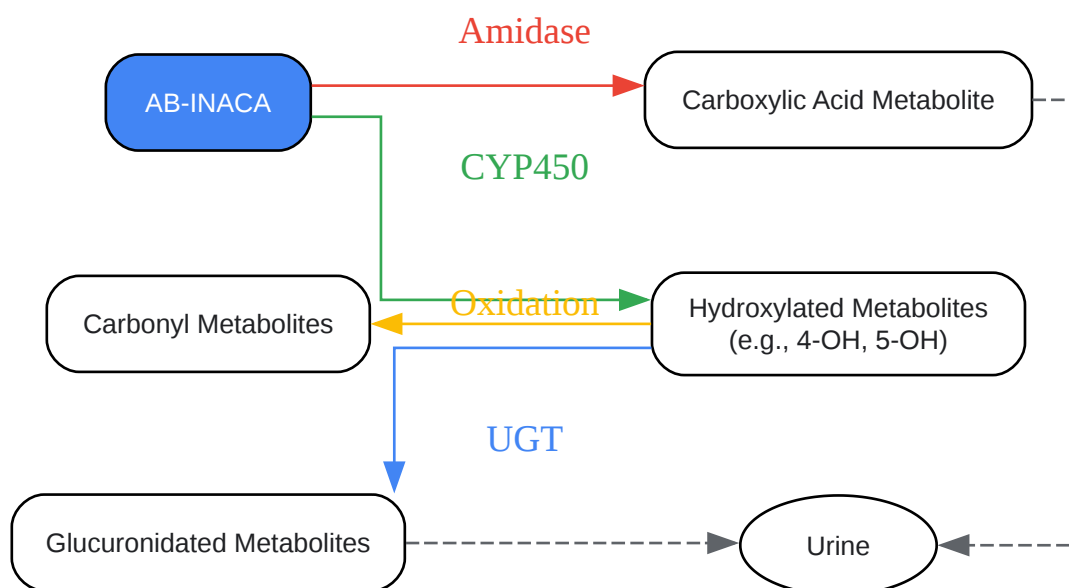 Amidase
AB-INACA
Carboxylic Acid Metabolite
CYP450
Oxidation
Hydroxylated Metabolites
(e.g., 4-OH, 5-OH)
Carbonyl Metabolites
UGT
Glucuronidated Metabolites
Urine